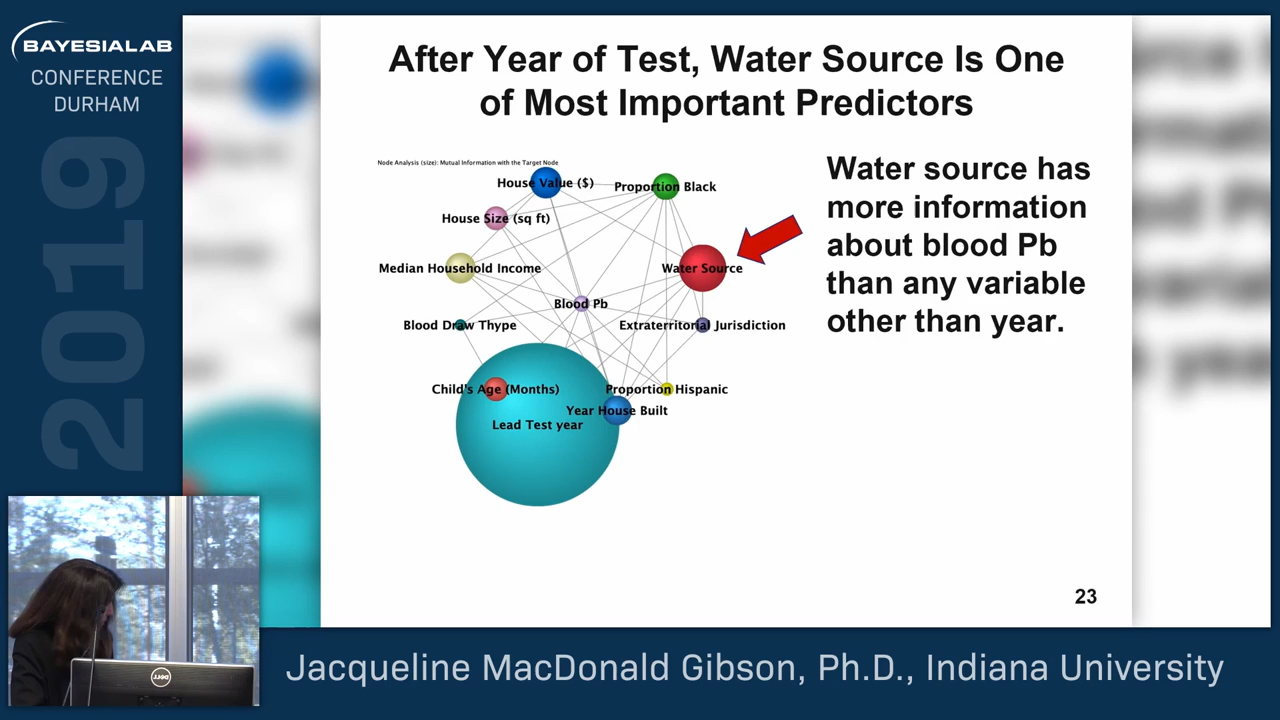 BAYESIALAB
CONFERENCE
DURHAM
2019
After Year of Test, Water Source Is One
of Most Important Predictors
Node Analysis (size): Mutual Information with the Target Node
House Value ($)
Proportion Black
House Size (sq ft)
Median Household Income
Water Source
Blood Pb
Blood Draw Thype
Extraterritorial Jurisdiction
Child's Age (Months)
Proportion Hispanic
Year House Built
Lead Test year
Water source has
more information
about blood Pb
than any variable
other than year.
23
DELL
Jacqueline MacDonald Gibson, Ph.D., Indiana University